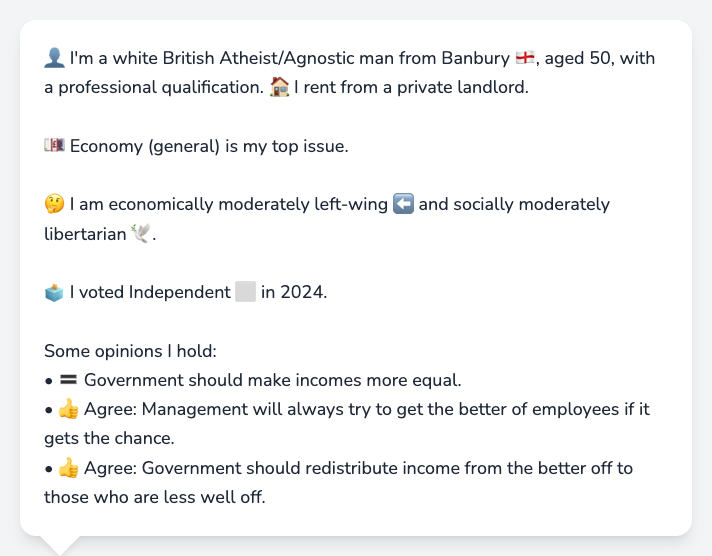 👤 I'm a white British Atheist/Agnostic man from Banbury 🏴󠁧󠁢󠁥󠁮󠁧󠁿, aged 50, with
a professional qualification. 🏠 I rent from a private landlord.
💷 Economy (general) is my top issue.
🤔 I am economically moderately left-wing ⬅️ and socially moderately
libertarian 🕊️.
🗳️ I voted Independent ⬜ in 2024.
Some opinions I hold:
• 🟰 Government should make incomes more equal.
• 👍 Agree: Management will always try to get the better of employees if it
gets the chance.
• 👍 Agree: Government should redistribute income from the better off to
those who are less well off.